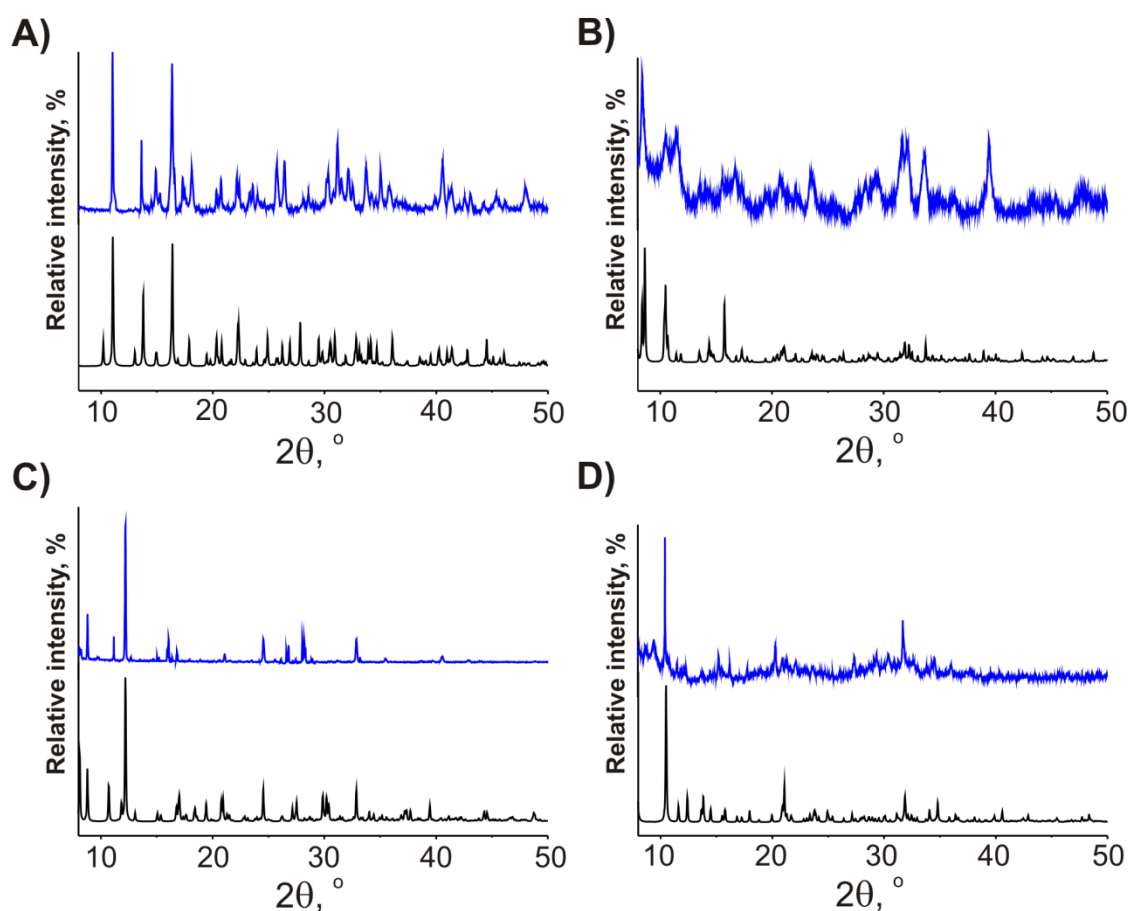 A)
Relative intensity, %
10 20 30 40 50
2θ, °
B)
Relative intensity, %
10 20 30 40 50
2θ, °
C)
Relative intensity, %
10 20 30 40 50
2θ, °
D)
Relative intensity, %
10 20 30 40 50
2θ, °